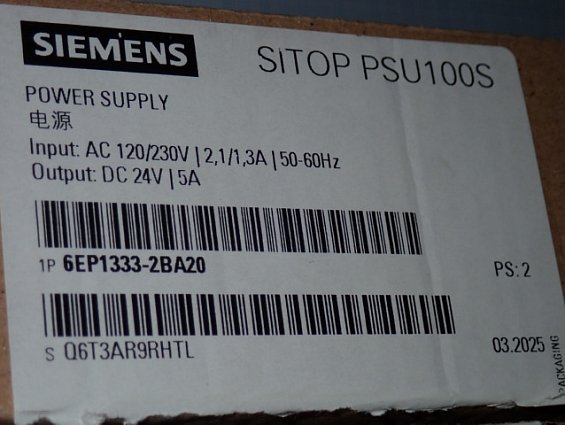 SIEMENS
SITOP PSU100S
POWER SUPPLY
电源
Input: AC 120/230V | 2,1/1,3A | 50-60Hz
Output: DC 24V | 5A
1P 6EP1333-2BA20
PS: 2
S Q6T3AR9RHTL
03.2025
PACKAGING